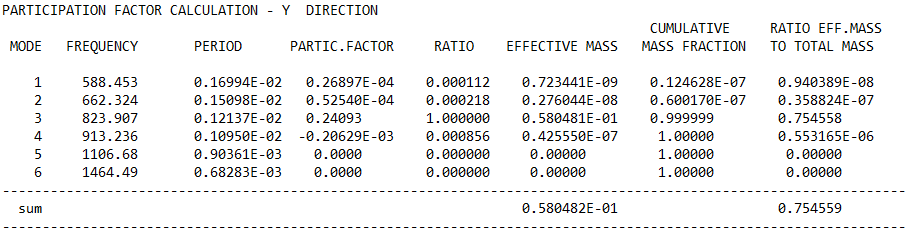 PARTICIPATION FACTOR CALCULATION - Y  DIRECTION
CUMULATIVE RATIO EFF.MASS
MODE FREQUENCY PERIOD PARTIC.FACTOR RATIO EFFECTIVE MASS MASS FRACTION TO TOTAL MASS
1 588.453 0.16994E-02 0.26897E-04 0.000112 0.723441E-09 0.124628E-07 0.940389E-08
2 662.324 0.15098E-02 0.52540E-04 0.000218 0.276044E-08 0.600170E-07 0.358824E-07
3 823.907 0.12137E-02 0.24093 1.000000 0.580481E-01 0.999999 0.754558
4 913.236 0.10950E-02 -0.20629E-03 0.000856 0.425550E-07 1.00000 0.553165E-06
5 1106.68 0.90361E-03 0.0000 0.000000 0.00000 1.00000 0.00000
6 1464.49 0.68283E-03 0.0000 0.000000 0.00000 1.00000 0.00000
sum 0.580482E-01 0.754559